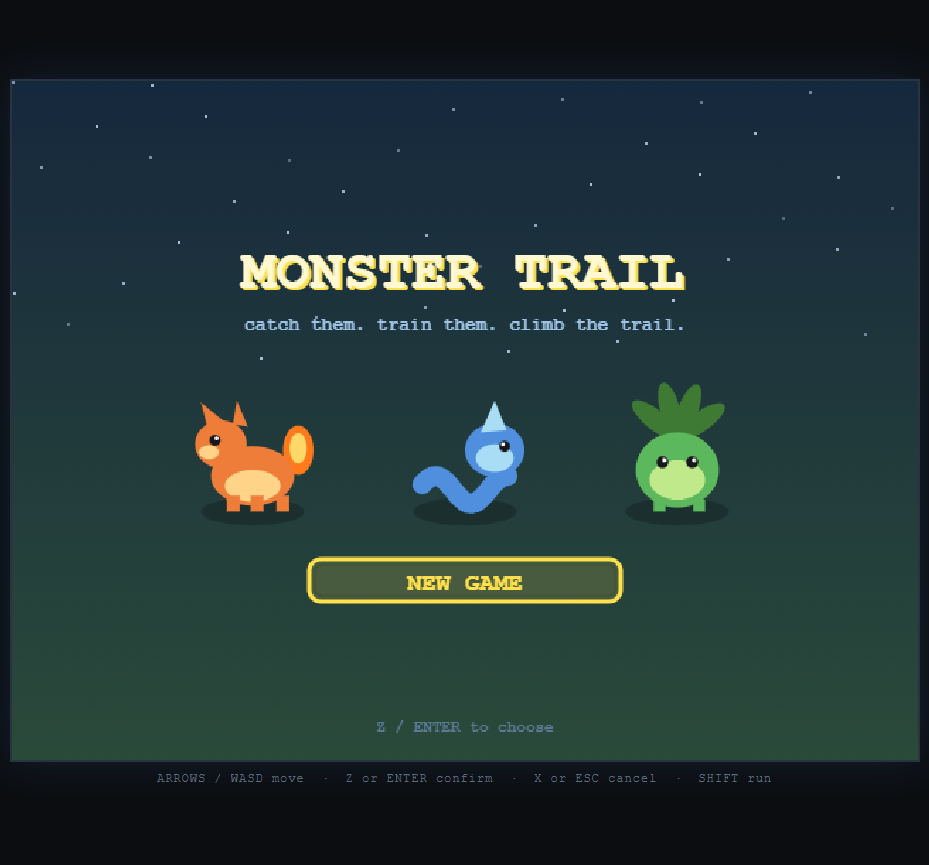 MONSTER TRAIL
catch them. train them. climb the trail.
NEW GAME
Z / ENTER to choose
ARROWS / WASD move · Z or ENTER confirm · X or ESC cancel · SHIFT run